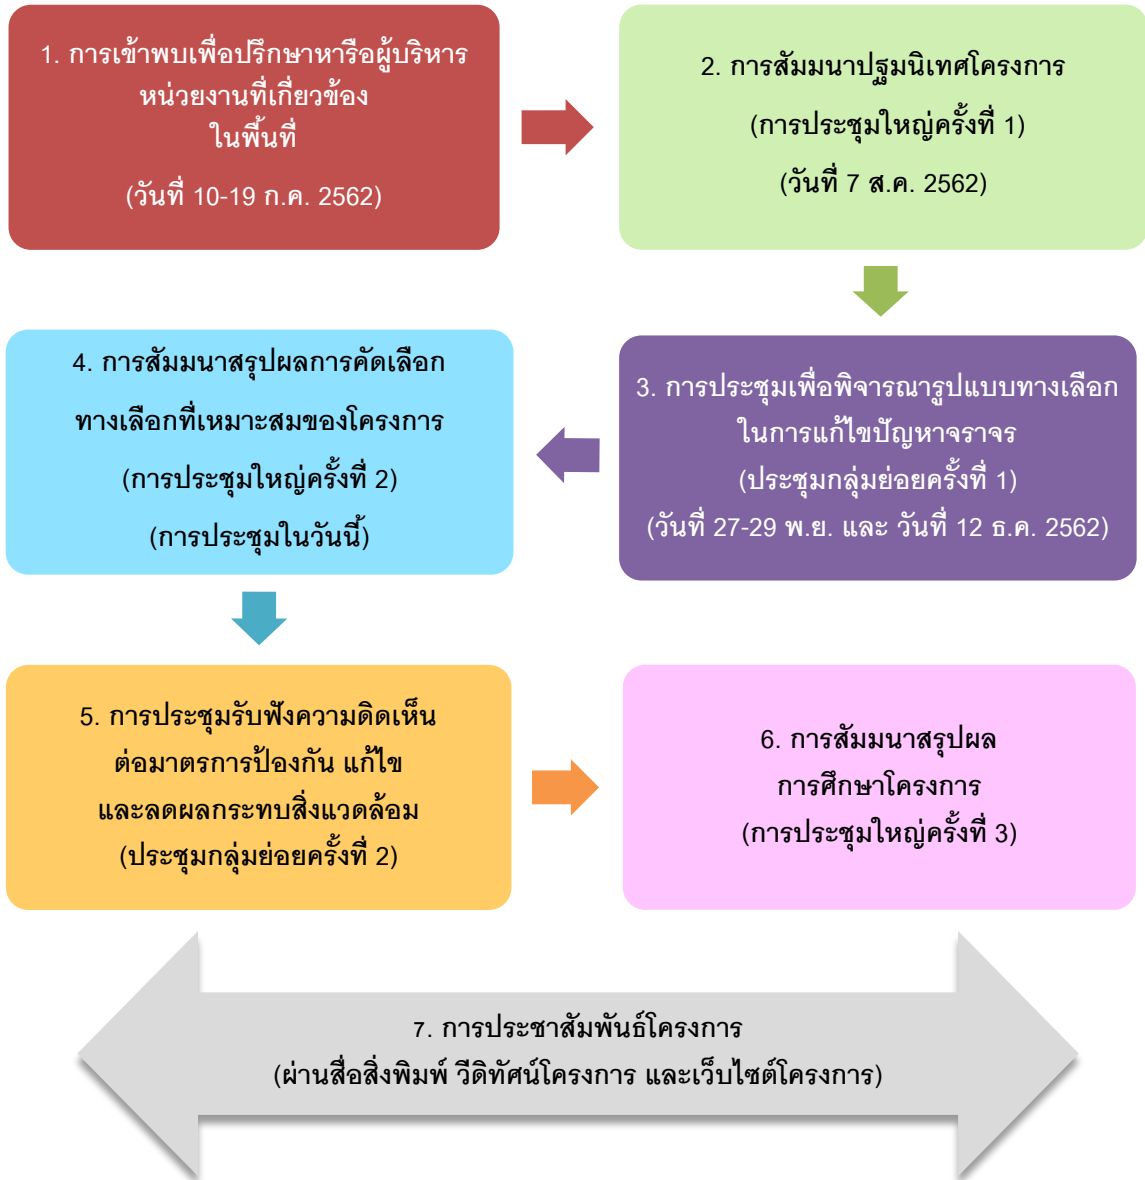 1. การเข้าพบเพื่อปรึกษาหารือผู้บริหาร
หน่วยงานที่เกี่ยวข้อง
ในพื้นที่
(วันที่ 10-19 ก.ค. 2562)
2. การสัมมนาปฐมนิเทศโครงการ
(การประชุมใหญ่ครั้งที่ 1)
(วันที่ 7 ส.ค. 2562)
3. การประชุมเพื่อพิจารณารูปแบบทางเลือก
ในการแก้ไขปัญหาจราจร
(ประชุมกลุ่มย่อยครั้งที่ 1)
(วันที่ 27-29 พ.ย. และ วันที่ 12 ธ.ค. 2562)
4. การสัมมนาสรุปผลการคัดเลือก
ทางเลือกที่เหมาะสมของโครงการ
(การประชุมใหญ่ครั้งที่ 2)
(การประชุมในวันนี้)
5. การประชุมรับฟังความดิดเห็น
ต่อมาตรการป้องกัน แก้ไข
และลดผลกระทบสิ่งแวดล้อม
(ประชุมกลุ่มย่อยครั้งที่ 2)
6. การสัมมนาสรุปผล
การศึกษาโครงการ
(การประชุมใหญ่ครั้งที่ 3)
7. การประชาสัมพันธ์โครงการ
(ผ่านสื่อสิ่งพิมพ์ วีดิทัศน์โครงการ และเว็บไซต์โครงการ)